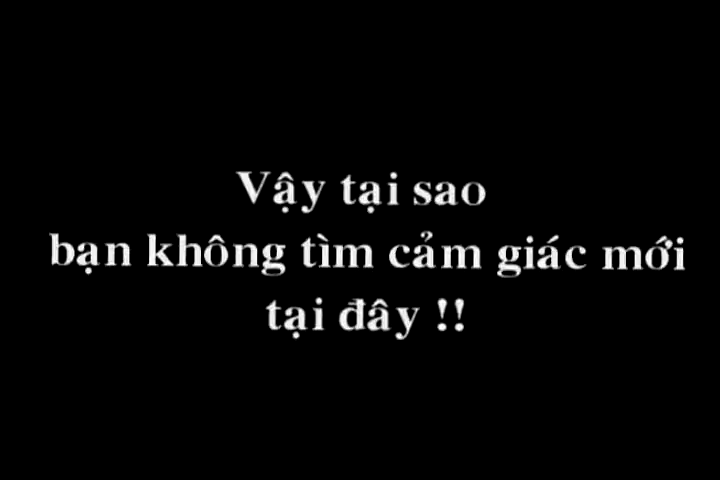 Vậy tại sao
bạn không tìm cảm giác mới
tại đây !!